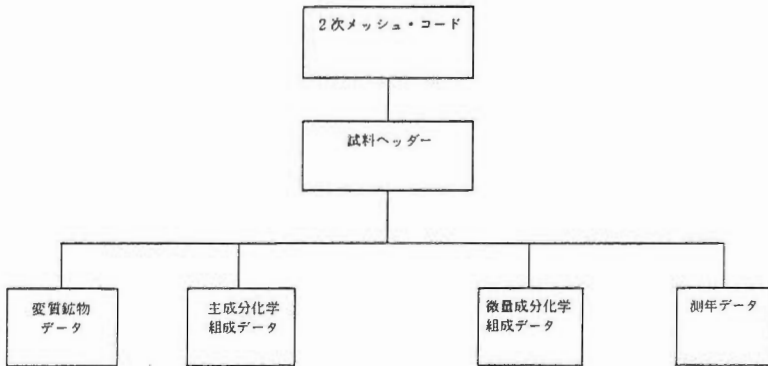 2次メッシュ・コード
試料ヘッダー
変質鉱物
データ
主成分化学
組成データ
微量成分化学
組成データ
測年データ